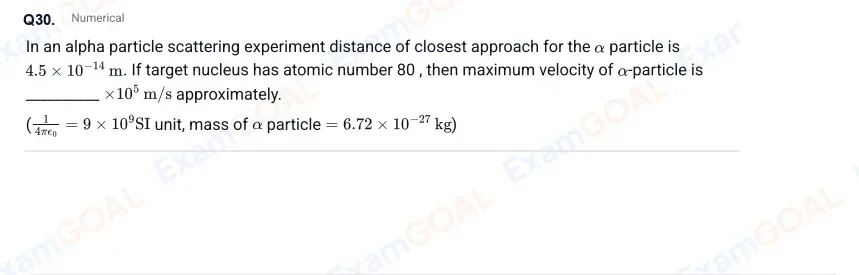 Q30. Numerical
In an alpha particle scattering experiment distance of closest approach for the α particle is
4.5 × 10⁻¹⁴ m. If target nucleus has atomic number 80 , then maximum velocity of α-particle is
________ ×10⁵ m/s approximately.
(1/4πϵ₀ = 9 × 10⁹SI unit, mass of α particle = 6.72 × 10⁻²⁷ kg)